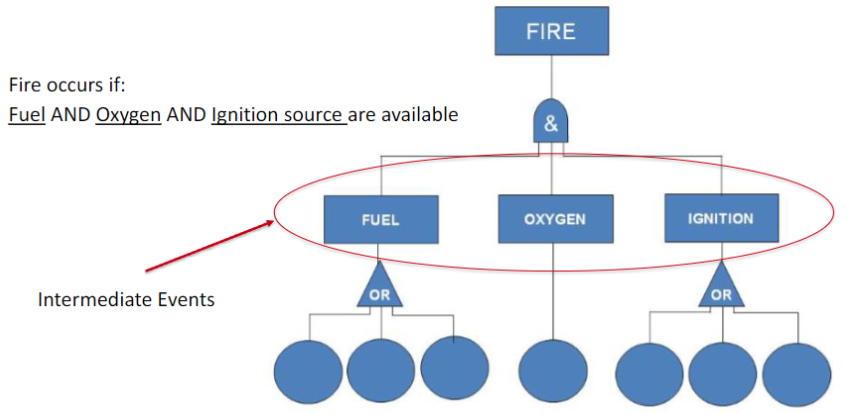 FIRE
Fire occurs if:
Fuel AND Oxygen AND Ignition source are available
&
FUEL
OXYGEN
IGNITION
Intermediate Events
OR
OR